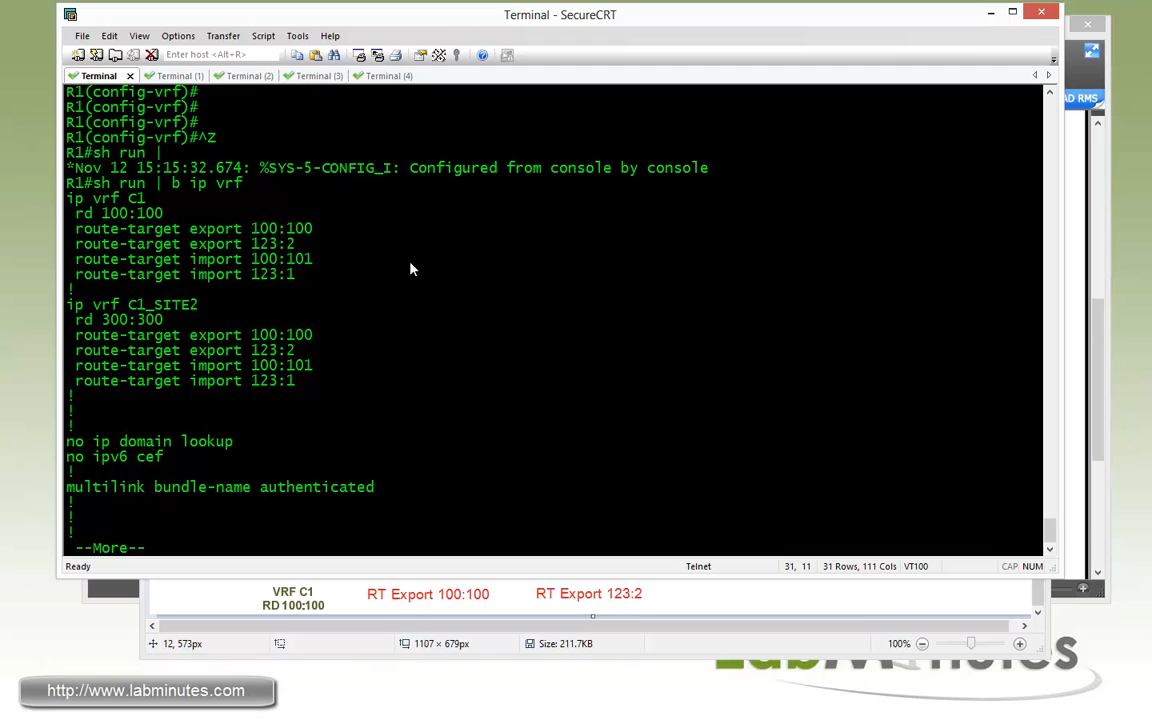 Terminal - SecureCRT
File Edit View Options Transfer Script Tools Help
Enter host <Alt+R>
Terminal Terminal (1) Terminal (2) Terminal (3) Terminal (4)
AD RMS
R1(config-vrf)#
R1(config-vrf)#
R1(config-vrf)#
R1(config-vrf)#^Z
R1#sh run |
*Nov 12 15:15:32.674: %SYS-5-CONFIG_I: Configured from console by console
R1#sh run | b ip vrf
ip vrf C1
rd 100:100
route-target export 100:100
route-target export 123:2
route-target import 100:101
route-target import 123:1
!
ip vrf C1_SITE2
rd 300:300
route-target export 100:100
route-target export 123:2
route-target import 100:101
route-target import 123:1
!
!
!
no ip domain lookup
no ipv6 cef
!
multilink bundle-name authenticated
!
!
!
--More--
Ready Telnet 31, 11 31 Rows, 111 Cols VT100 CAP NUM
VRF C1 RT Export 100:100 RT Export 123:2
RD 100:100
12, 573px 1107 × 679px Size: 211.7KB 100%
http://www.labminutes.com